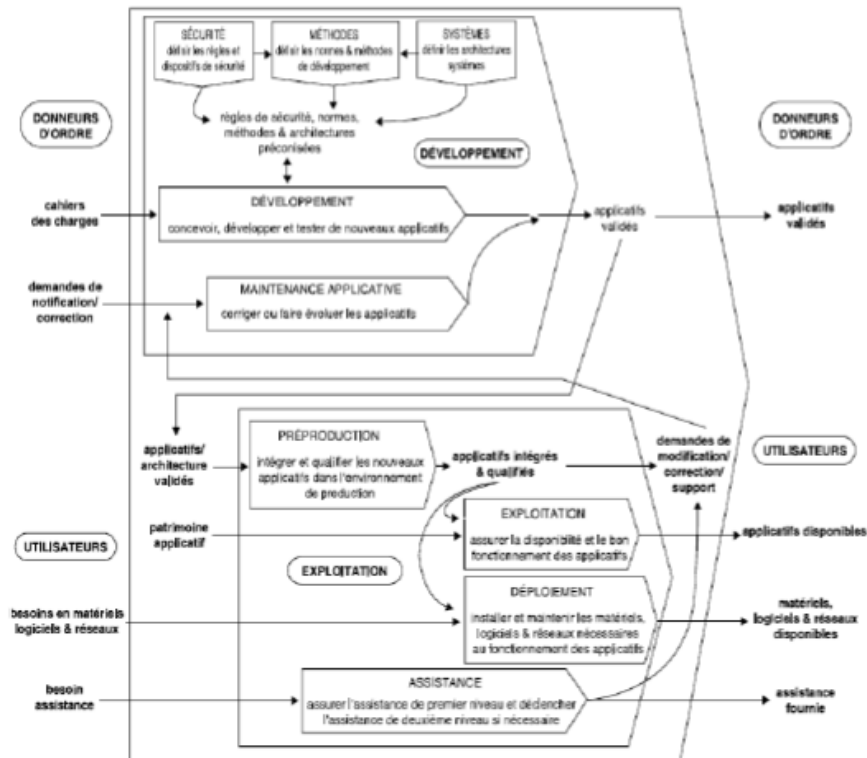 SÉCURITÉ
définir les règles et
dispositifs de sécurité
MÉTHODES
définir les normes & méthodes
de développement
SYSTÈMES
définir les architectures
systèmes
DONNEURS
D'ORDRE
règles de sécurité, normes,
méthodes & architectures
préconisées
DÉVELOPPEMENT
DONNEURS
D'ORDRE
cahiers
des charges
DÉVELOPPEMENT
concevoir, développer et tester de nouveaux applicatifs
applicatifs
validés
applicatifs
validés
demandes de
notification/
correction
MAINTENANCE APPLICATIVE
corriger ou faire évoluer les applicatifs
applicatifs/
architecture
validés
PRÉPRODUCTION
intégrer et qualifier les nouveaux
applicatifs dans l'environnement
de production
applicatifs intégrés
& qualifiés
demandes de
modification/
correction/
support
UTILISATEURS
patrimoine
applicatif
EXPLOITATION
assurer la disponibilité et le bon
fonctionnement des applicatifs
applicatifs disponibles
UTILISATEURS
EXPLOITATION
besoins en matériels
logiciels & réseaux
DÉPLOIEMENT
installer et maintenir les matériels,
logiciels & réseaux nécessaires
au fonctionnement des applicatifs
matériels,
logiciels & réseaux
disponibles
besoin
assistance
ASSISTANCE
assurer l'assistance de premier niveau et déclencher
l'assistance de deuxième niveau si nécessaire
assistance
fournie